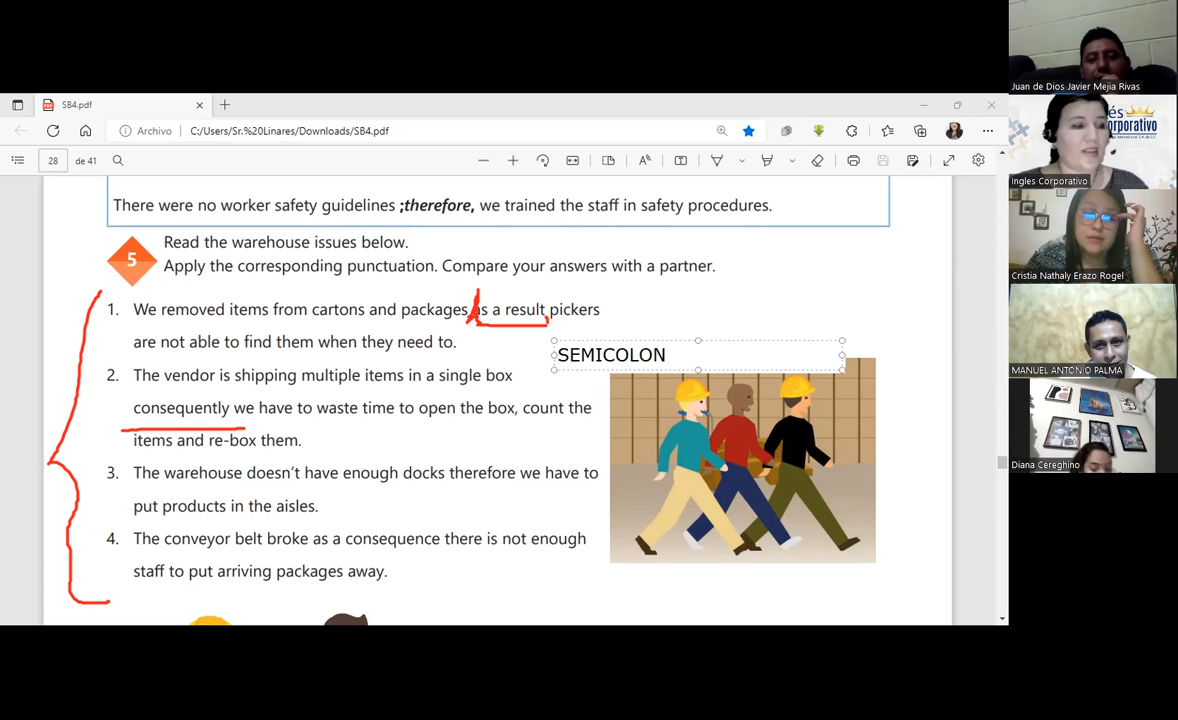 SB4.pdf
Archivo
C:/Users/Sr.%20Linares/Downloads/SB4.pdf
28
de 41
There were no worker safety guidelines ;therefore, we trained the staff in safety procedures.
5
Read the warehouse issues below.
Apply the corresponding punctuation. Compare your answers with a partner.
1. We removed items from cartons and packages as a result pickers
are not able to find them when they need to.
SEMICOLON
2. The vendor is shipping multiple items in a single box
consequently we have to waste time to open the box, count the
items and re-box them.
3. The warehouse doesn't have enough docks therefore we have to
put products in the aisles.
4. The conveyor belt broke as a consequence there is not enough
staff to put arriving packages away.
Juan de Dios Javier Mejia Rivas
Ingles Corporativo
Cristia Nathaly Erazo Rogel
MANUEL ANTONIO PALMA
Diana Cereghino